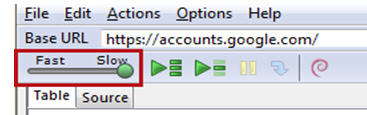 File Edit Actions Options Help
Base URL https://accounts.google.com/
Fast Slow
Table Source